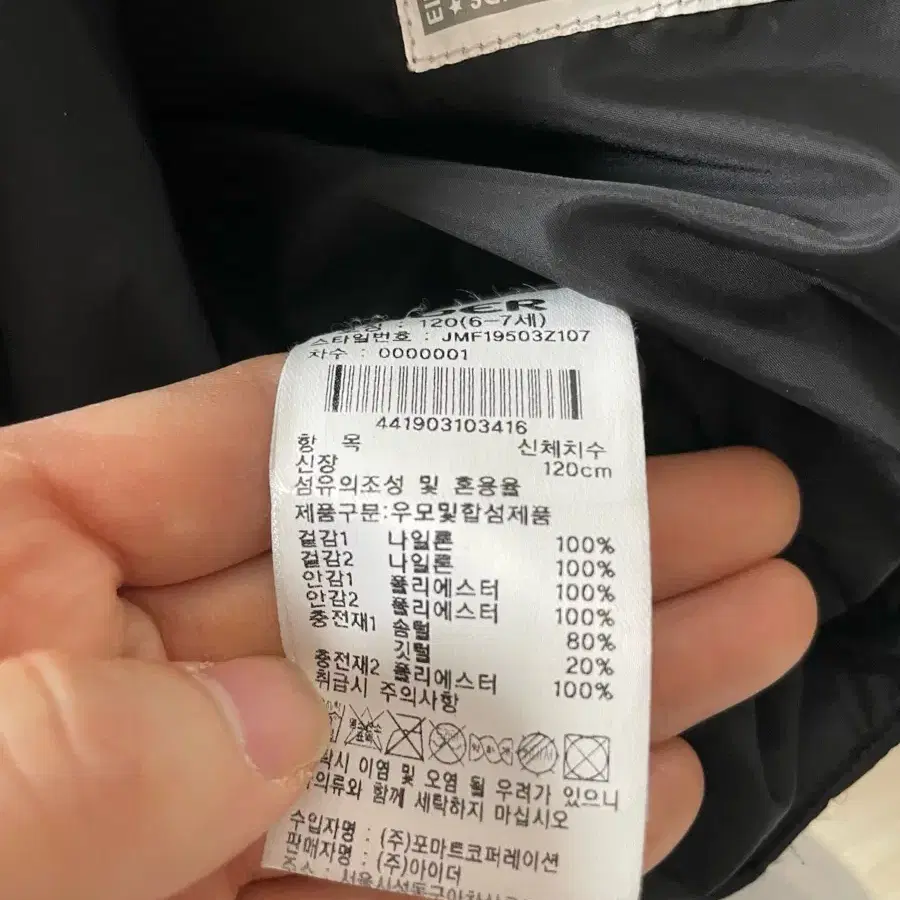 120(6-7세)
스타일번호 : JMF19503Z107
차수 : 0000001
441903103416
항 목 신체치수
신장 120cm
섬유의조성 및 혼용율
제품구분:우모및합섬제품
겉감1 나일론 100%
겉감2 나일론 100%
안감1 폴리에스터 100%
안감2 폴리에스터 100%
충전재1 솜털 80%
깃털 20%
충전재2 폴리에스터 100%
취급시 주의사항
이염 및 오염 될 우려가 있으니
함께 세탁하지 마십시오
수입자명 : (주)포마트코퍼레이션
판매자명 : (주)아이더